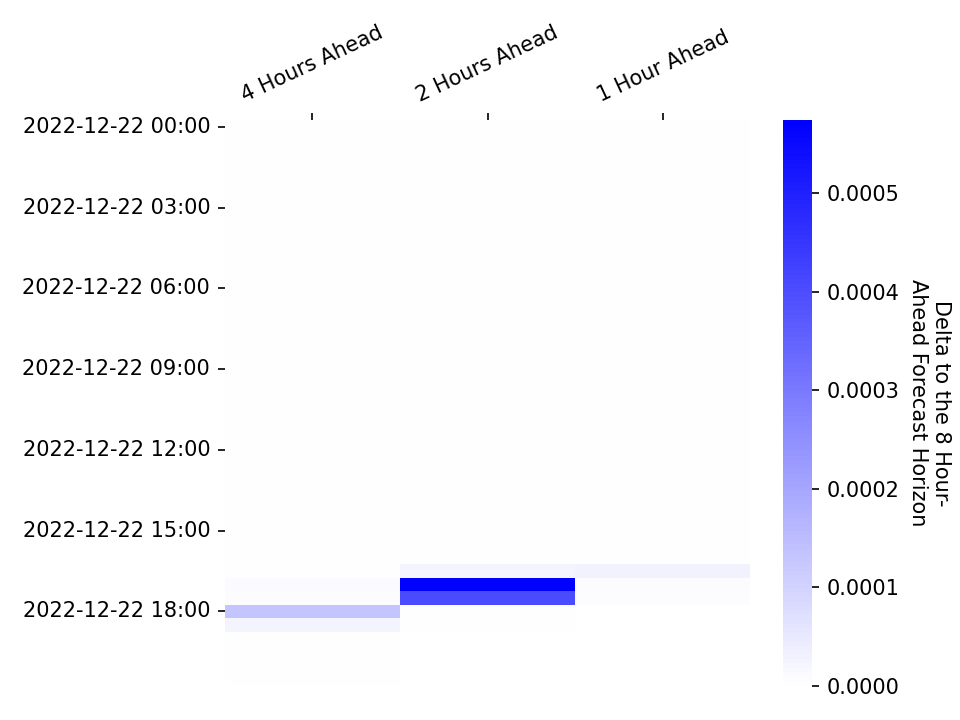 4 Hours Ahead
2 Hours Ahead
1 Hour Ahead
2022-12-22 00:00
2022-12-22 03:00
2022-12-22 06:00
2022-12-22 09:00
2022-12-22 12:00
2022-12-22 15:00
2022-12-22 18:00
0.0005
0.0004
0.0003
0.0002
0.0001
0.0000
Delta to the 8 Hour-
Ahead Forecast Horizon